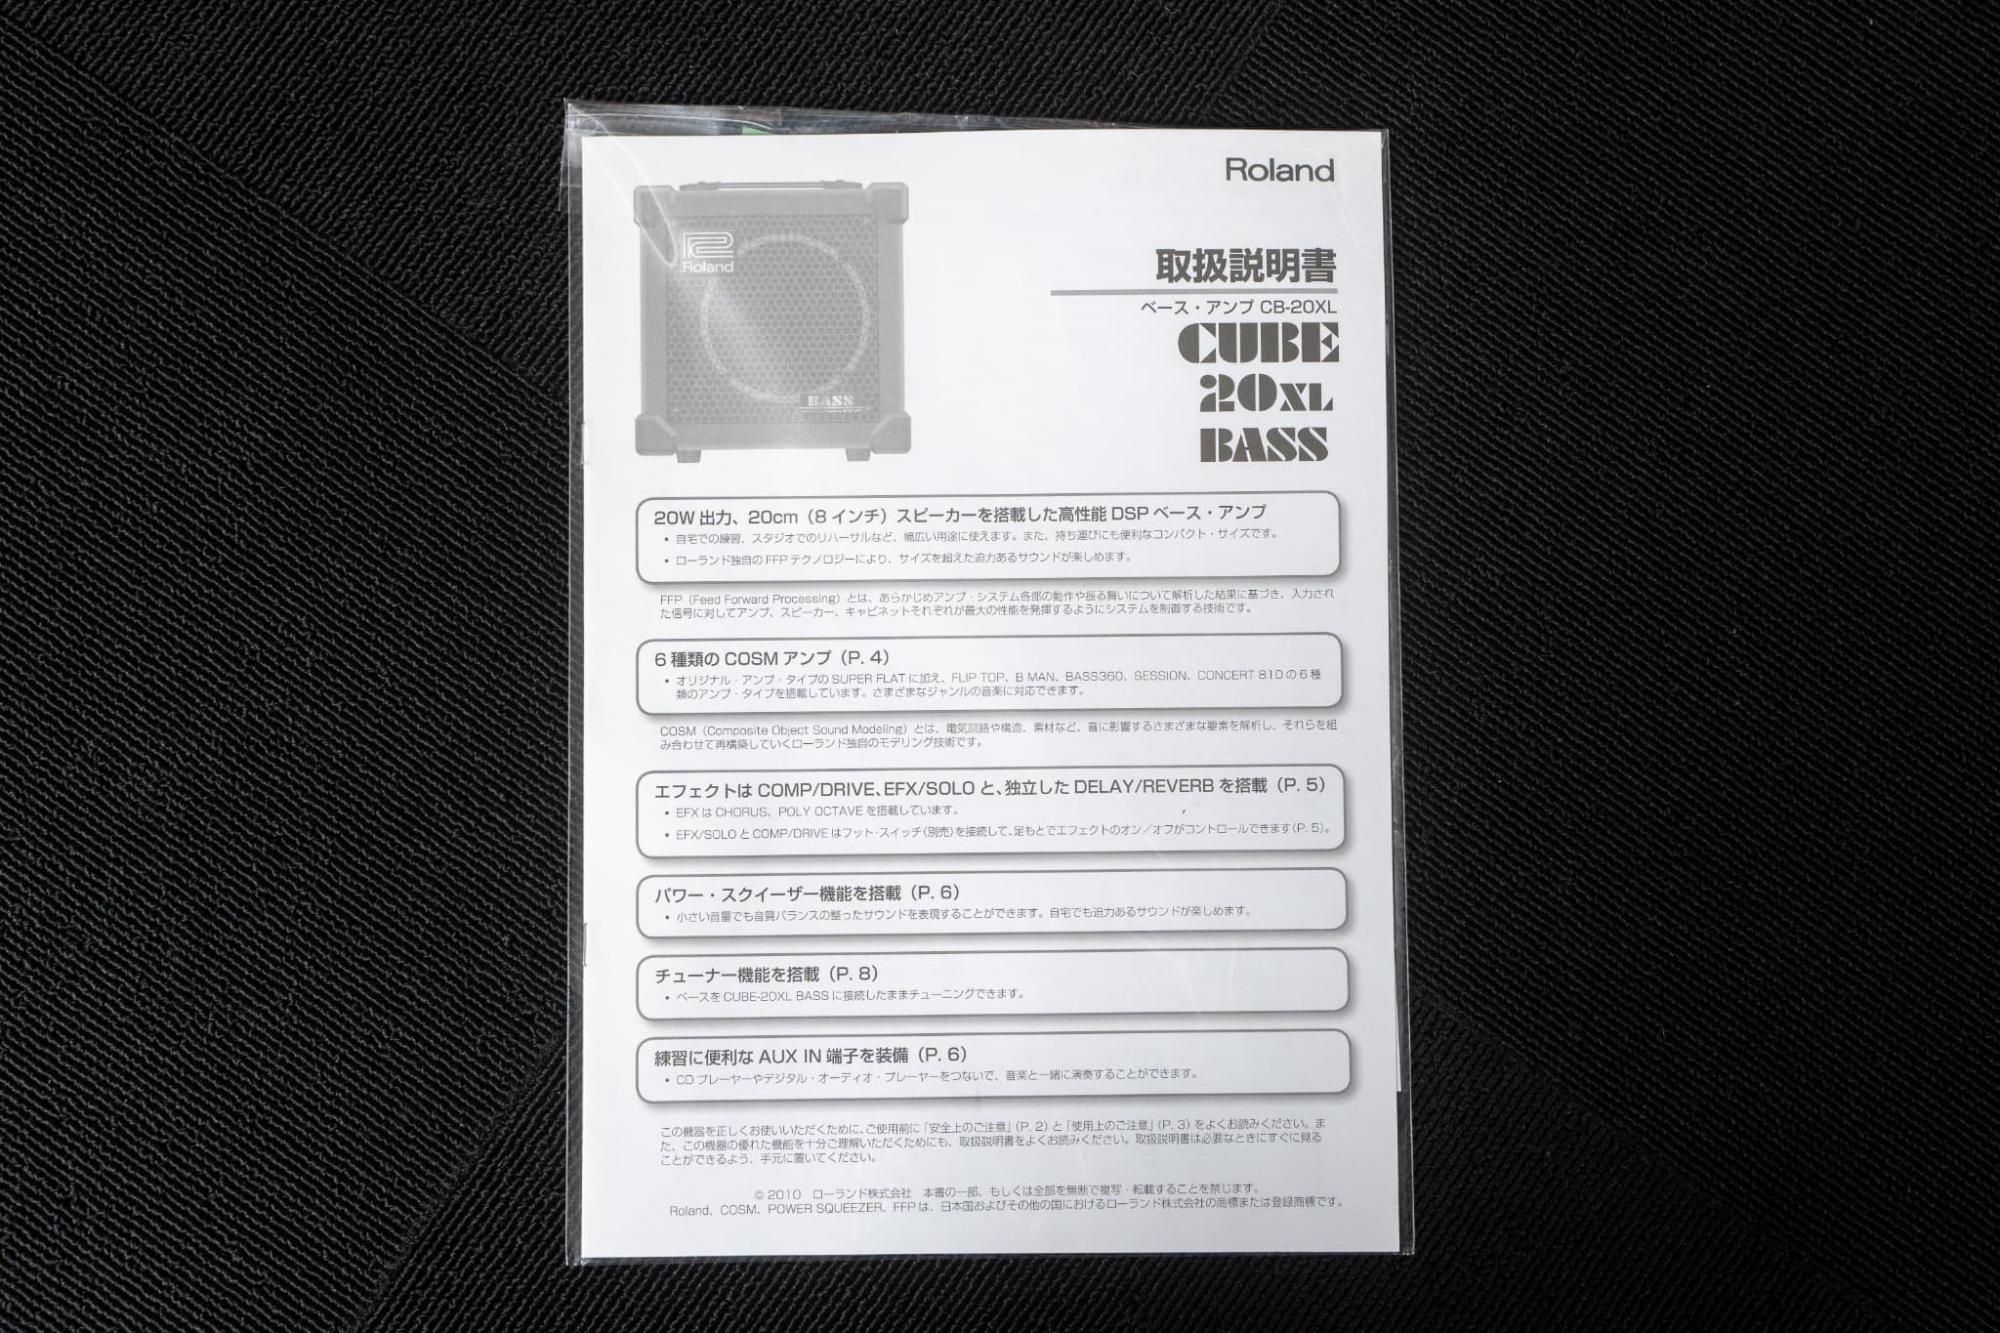 Roland
取扱説明書
ベース・アンプ CB-20XL
CUBE
20XL
BASS
Roland
BASS
20W 出力、20cm（8 インチ）スピーカーを搭載した高性能 DSP ベース・アンプ
• 自宅での練習、スタジオでのリハーサルなど、幅広い用途に使えます。また、持ち運びにも便利なコンパクト・サイズです。
• ローランド独自の FFP テクノロジーにより、サイズを超えた迫力あるサウンドが楽しめます。
FFP（Feed Forward Processing）とは、あらかじめアンプ・システム各部の動作や振る舞いについて解析した結果に基づき、入力され
た信号に対してアンプ、スピーカー、キャビネットそれぞれが最大の性能を発揮するようにシステムを制御する技術です。
6 種類の COSM アンプ（P. 4）
• オリジナル・アンプ・タイプの SUPER FLAT に加え、FLIP TOP、B MAN、BASS360、SESSION、CONCERT 810 の 6 種
類のアンプ・タイプを搭載しています。さまざまなジャンルの音楽に対応できます。
COSM（Composite Object Sound Modeling）とは、電気回路や構造、素材など、音に影響するさまざまな要素を解析し、それらを組
み合わせて再構築していくローランド独自のモデリング技術です。
エフェクトは COMP/DRIVE、EFX/SOLO と、独立した DELAY/REVERB を搭載（P. 5）
• EFX は CHORUS、POLY OCTAVE を搭載しています。
• EFX/SOLO と COMP/DRIVE はフット・スイッチ（別売）を接続して、足もとでエフェクトのオン／オフがコントロールできます（P. 5）。
パワー・スクイーザー機能を搭載（P. 6）
• 小さい音量でも音質バランスの整ったサウンドを表現することができます。自宅でも迫力あるサウンドが楽しめます。
チューナー機能を搭載（P. 8）
• ベースを CUBE-20XL BASS に接続したままチューニングできます。
練習に便利な AUX IN 端子を装備（P. 6）
• CD プレーヤーやデジタル・オーディオ・プレーヤーをつないで、音楽と一緒に演奏することができます。
この機器を正しくお使いいただくために、ご使用前に「安全上のご注意」（P. 2）と「使用上のご注意」（P. 3）をよくお読みください。ま
た、この機器の優れた機能を十分ご理解いただくためにも、取扱説明書をよくお読みください。取扱説明書は必要なときにすぐに見る
ことができるよう、手元に置いてください。
© 2010 ローランド株式会社 本書の一部、もしくは全部を無断で複写・転載することを禁じます。
Roland、COSM、POWER SQUEEZER、FFP は、日本国およびその他の国におけるローランド株式会社の商標または登録商標です。